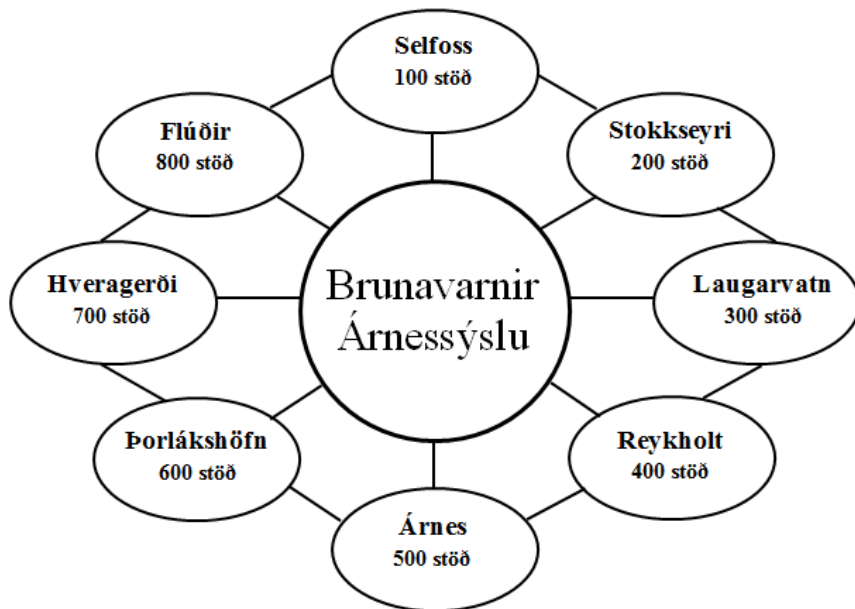 Selfoss
100 stöð
Stokkseyri
200 stöð
Laugarvatn
300 stöð
Reykholt
400 stöð
Árnes
500 stöð
Þorlákshöfn
600 stöð
Hveragerði
700 stöð
Flúðir
800 stöð
Brunavarnir
Árnessýslu